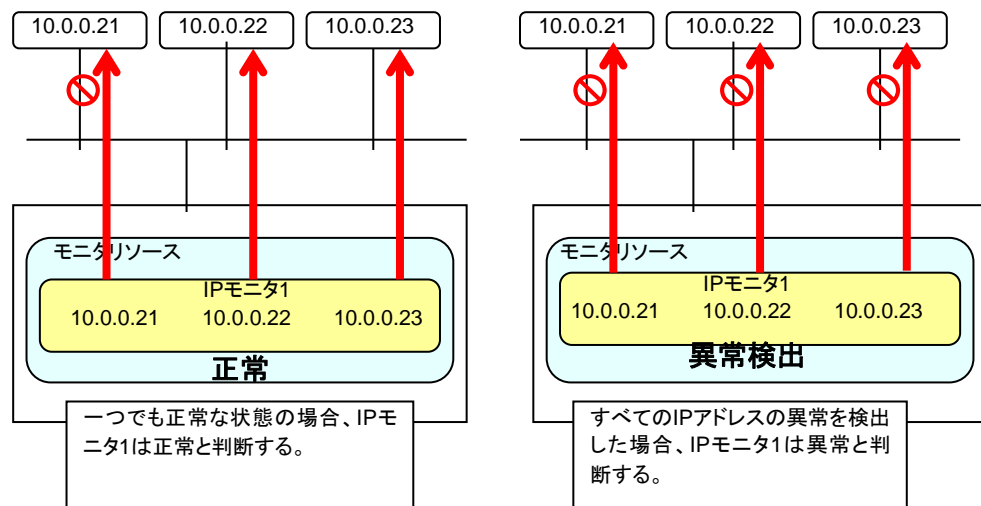 10.0.0.21
10.0.0.22
10.0.0.23
モニタリソース
IPモニタ1
10.0.0.21
10.0.0.22
10.0.0.23
正常
一つでも正常な状態の場合、IPモ
ニタ1は正常と判断する。
10.0.0.21
10.0.0.22
10.0.0.23
モニタリソース
IPモニタ1
10.0.0.21
10.0.0.22
10.0.0.23
異常検出
すべてのIPアドレスの異常を検出
した場合、IPモニタ1は異常と判
断する。